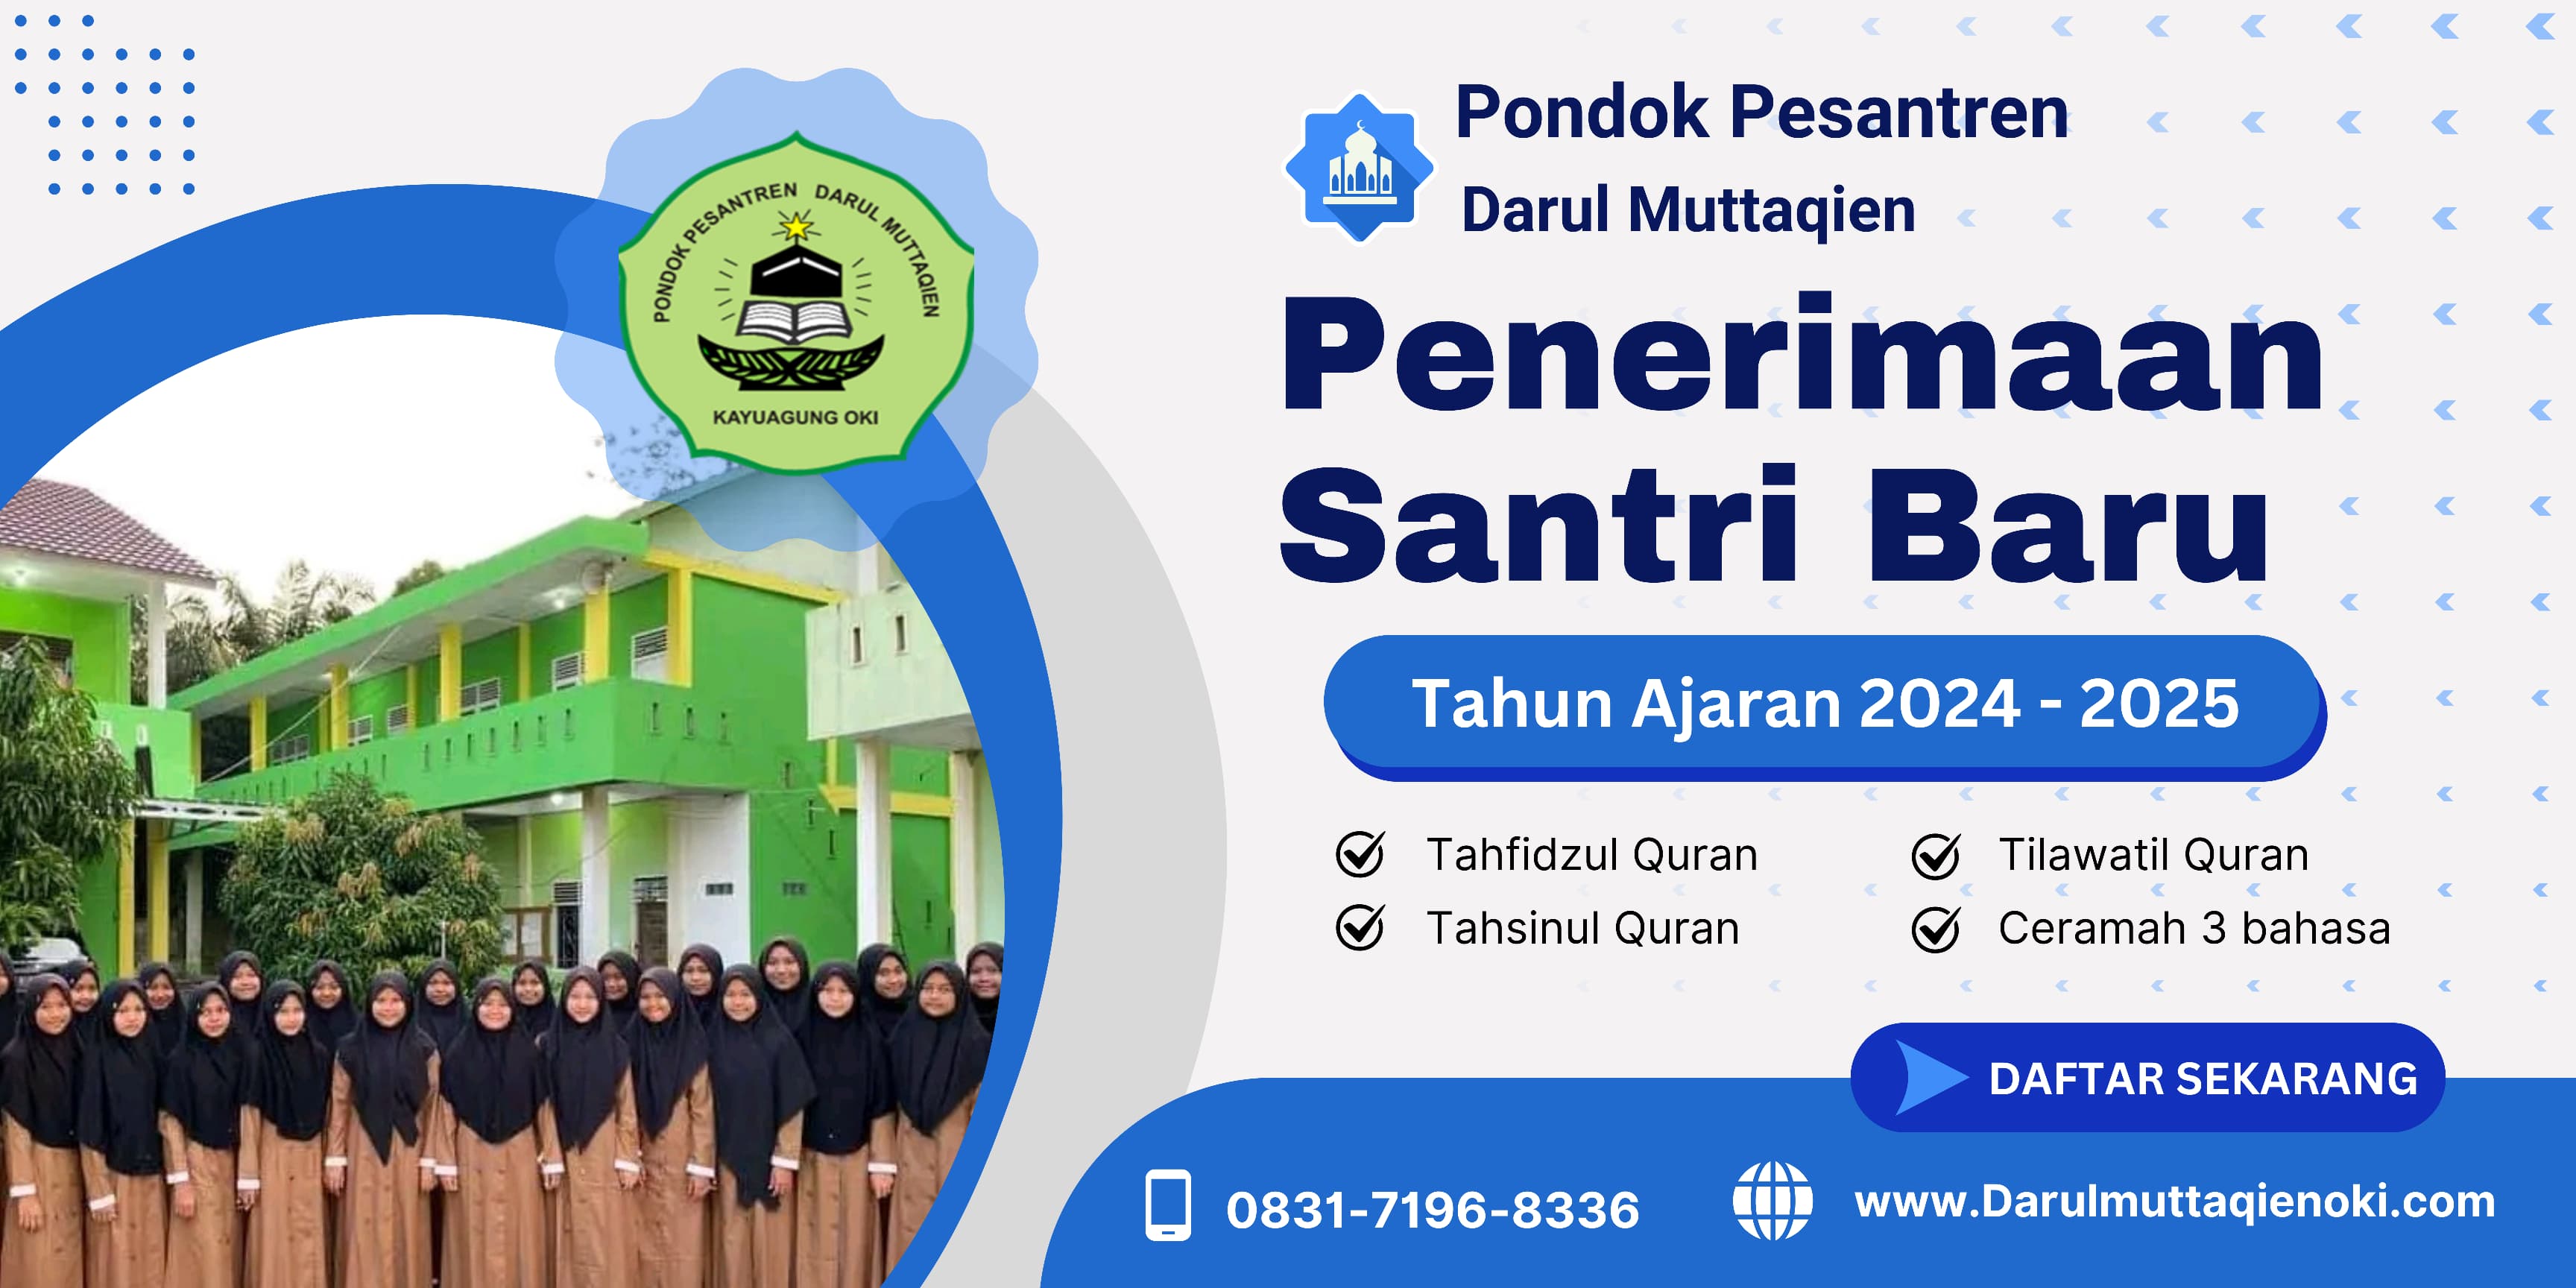 PONDOK PESANTREN DARUL MUTTAQIEN
KAYUAGUNG OKI
Pondok Pesantren
Darul Muttaqien
Penerimaan
Santri Baru
Tahun Ajaran 2024 - 2025
Tahfidzul Quran
Tilawatil Quran
Tahsinul Quran
Ceramah 3 bahasa
DAFTAR SEKARANG
0831-7196-8336
www.Darulmuttaqienoki.com